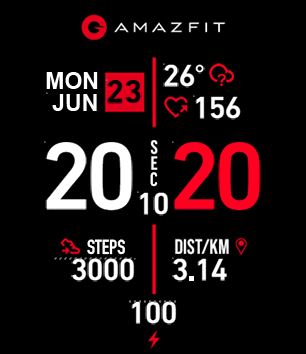 AMAZFIT
MON
JUN 23
26°
156
20 SEC 10 20
STEPS
3000
DIST/KM
3.14
100